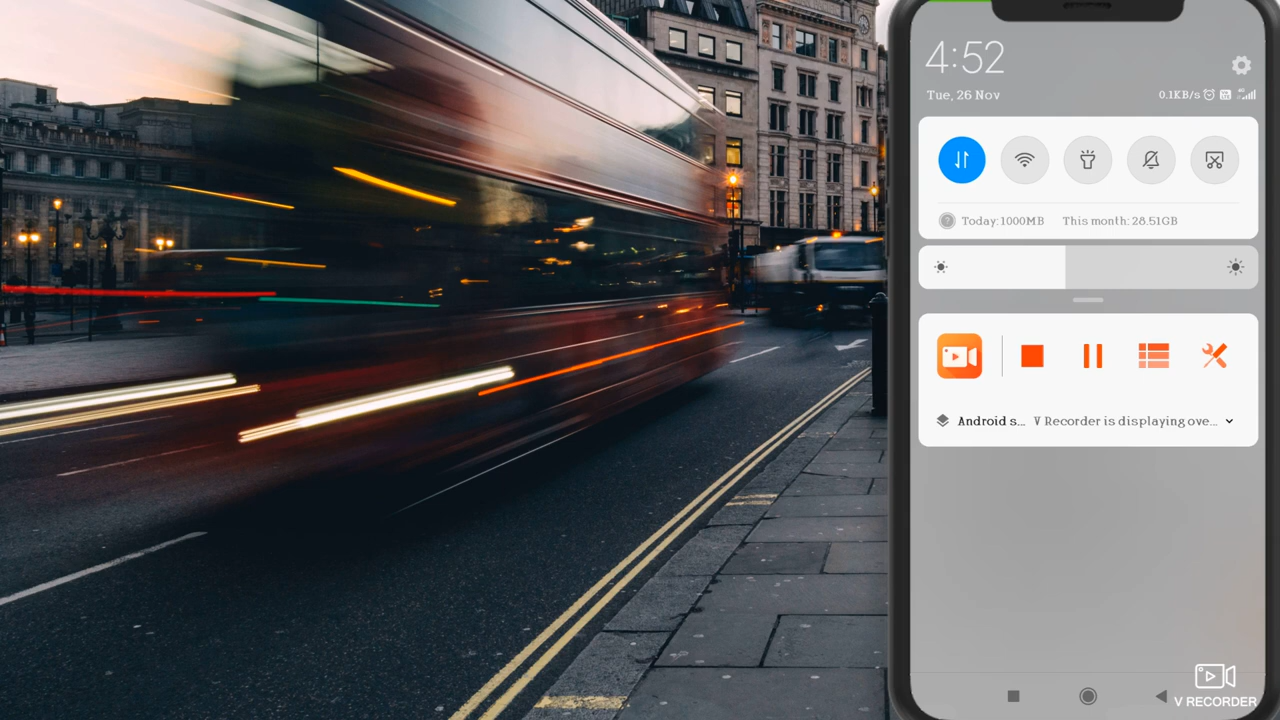 4:52
Tue, 26 Nov
0.1KB/s
Today:1000MB This month: 28.51GB
Android s... V Recorder is displaying ove...
V RECORDER